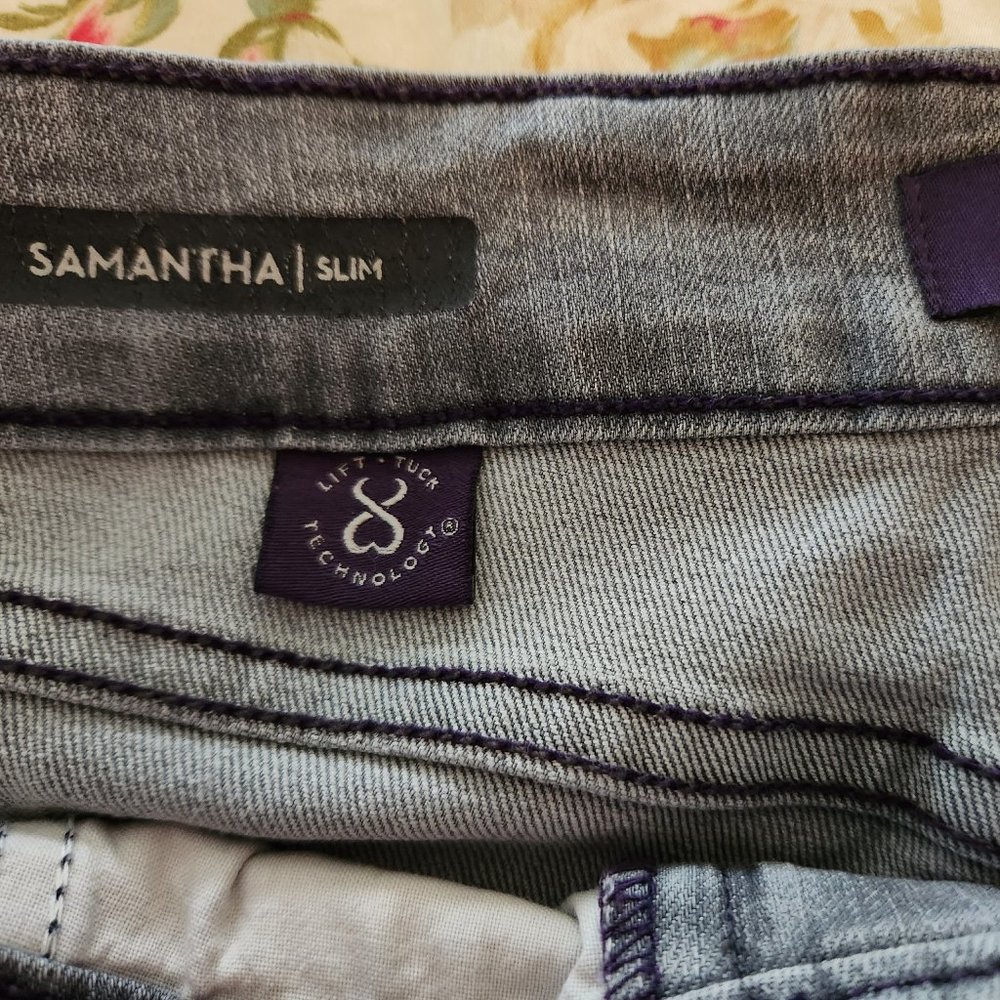 SAMANTHA | SLIM
LIFT · TUCK
TECHNOLOGY®